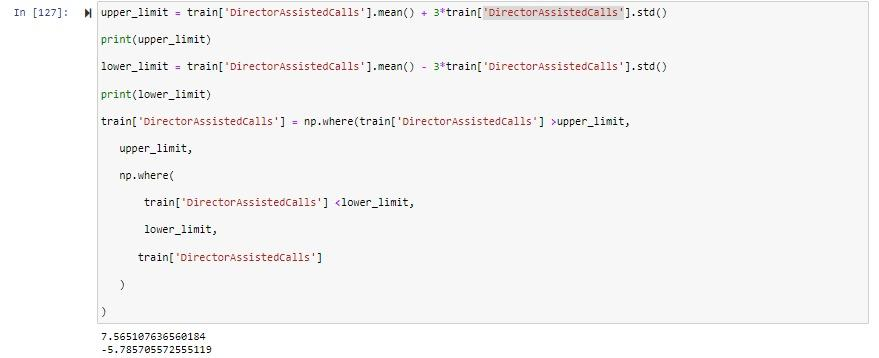 In [127]:
upper_limit = train['DirectorAssistedCalls'].mean() + 3*train['DirectorAssistedCalls'].std()
print(upper_limit)
lower_limit = train['DirectorAssistedCalls'].mean() - 3*train['DirectorAssistedCalls'].std()
print(lower_limit)
train['DirectorAssistedCalls'] = np.where(train['DirectorAssistedCalls'] >upper_limit,
upper_limit,
np.where(
train['DirectorAssistedCalls'] <lower_limit,
lower_limit,
train['DirectorAssistedCalls']
)
)
7.565107636560184
-5.785705572555119